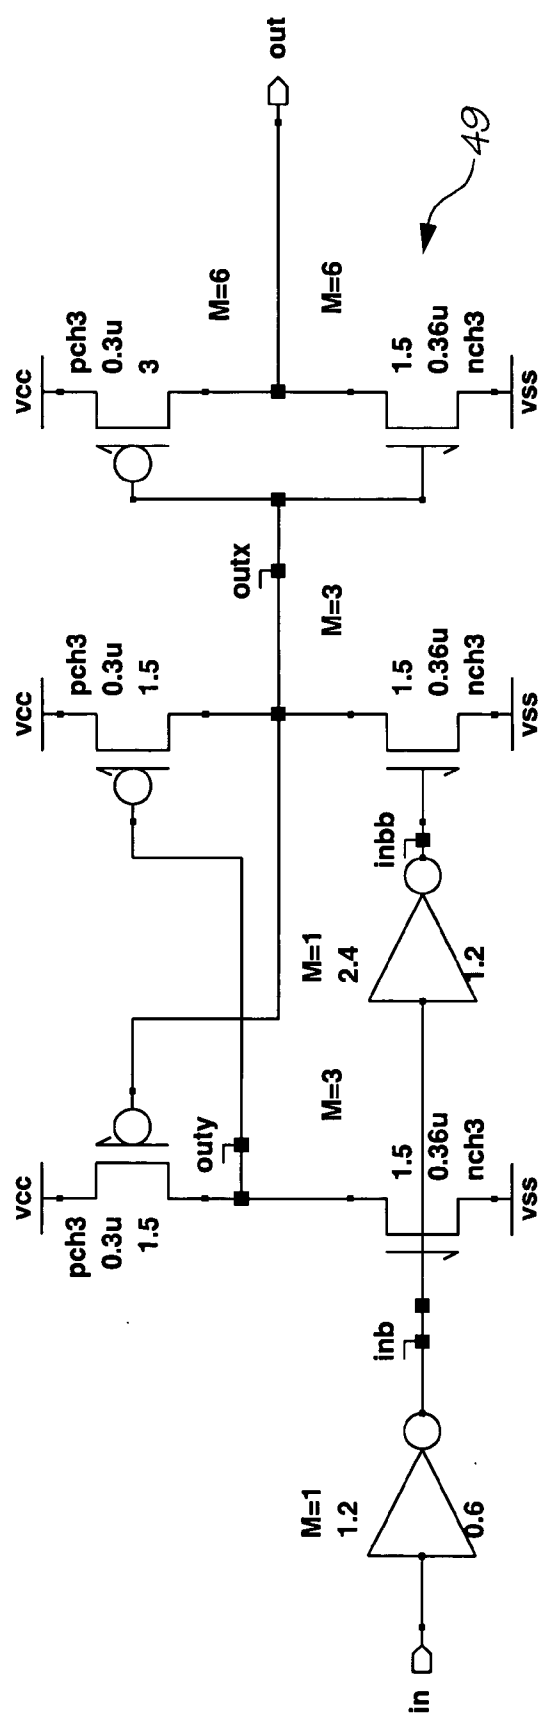 in
M=1
1.2
0.6
inb
vcc
pch3
0.3u
1.5
outy
M=3
1.5
0.36u
nch3
vss
M=1
2.4
1.2
inbb
vcc
pch3
0.3u
1.5
M=3
1.5
0.36u
nch3
vss
outx
vcc
pch3
0.3u
3
M=6
M=6
1.5
0.36u
nch3
vss
out
49